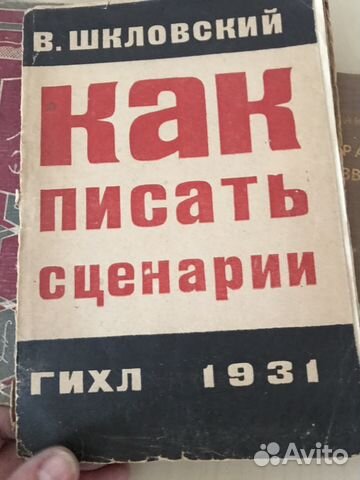 В. ШКЛОВСКИЙ
как
писать
сценарии
ГИХЛ 1931
Avito